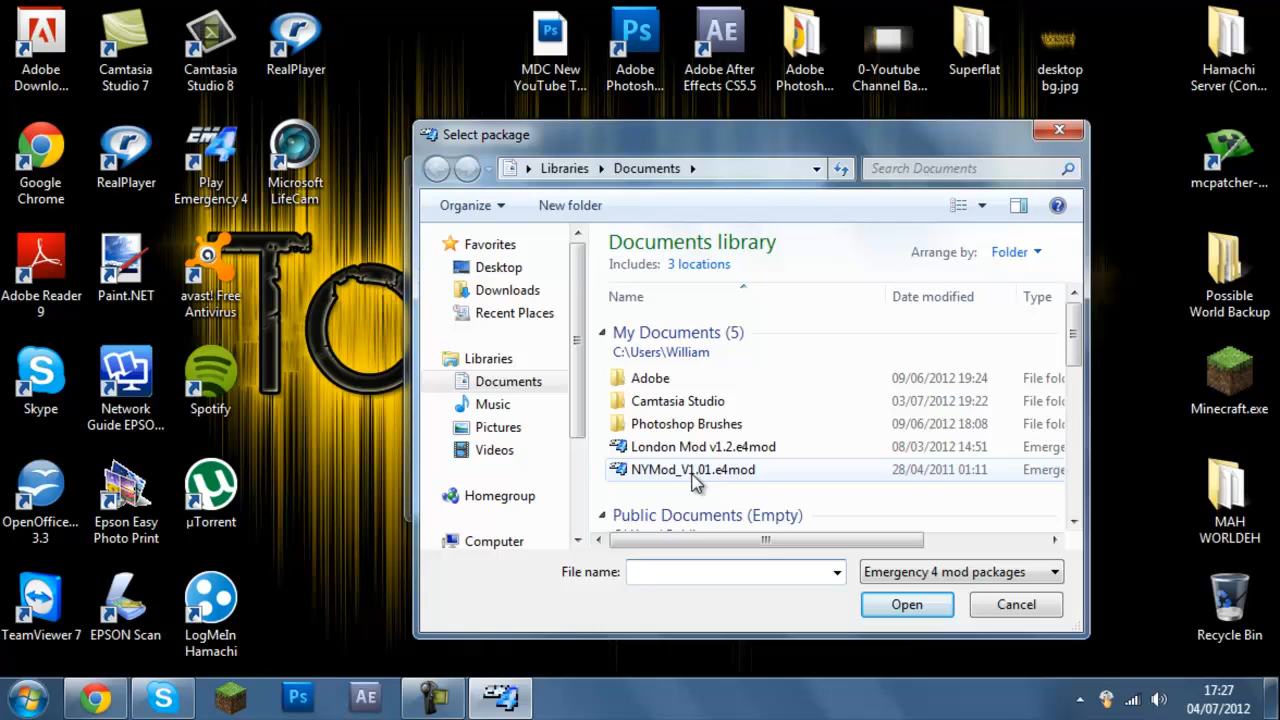 Adobe Downlo...
Camtasia Studio 7
Camtasia Studio 8
RealPlayer
MDC New YouTube T...
Adobe Photosh...
Adobe After Effects CS5.5
Adobe Photosh...
0-Youtube Channel Ba...
Superflat
desktop bg.jpg
Hamachi Server (Con...
Google Chrome
RealPlayer
Play Emergency 4
Microsoft LifeCam
mcpatcher-...
Adobe Reader 9
Paint.NET
avast! Free Antivirus
Possible World Backup
Skype
Network Guide EPSO...
Spotify
Minecraft.exe
OpenOffice... 3.3
Epson Easy Photo Print
µTorrent
MAH WORLDEH
TeamViewer 7
EPSON Scan
LogMeIn Hamachi
Recycle Bin
To
Select package
Libraries
Documents
Search Documents
Organize
New folder
Favorites
Desktop
Downloads
Recent Places
Libraries
Documents
Music
Pictures
Videos
Homegroup
Computer
Documents library
Includes: 3 locations
Arrange by: Folder
Name Date modified Type
My Documents (5)
C:\Users\William
Adobe 09/06/2012 19:24 File fol
Camtasia Studio 03/07/2012 19:22 File fol
Photoshop Brushes 09/06/2012 18:08 File fol
London Mod v1.2.e4mod 08/03/2012 14:51 Emerge
NYMod_V1.01.e4mod 28/04/2011 01:11 Emerge
Public Documents (Empty)
File name:
Emergency 4 mod packages
Open
Cancel
17:27
04/07/2012